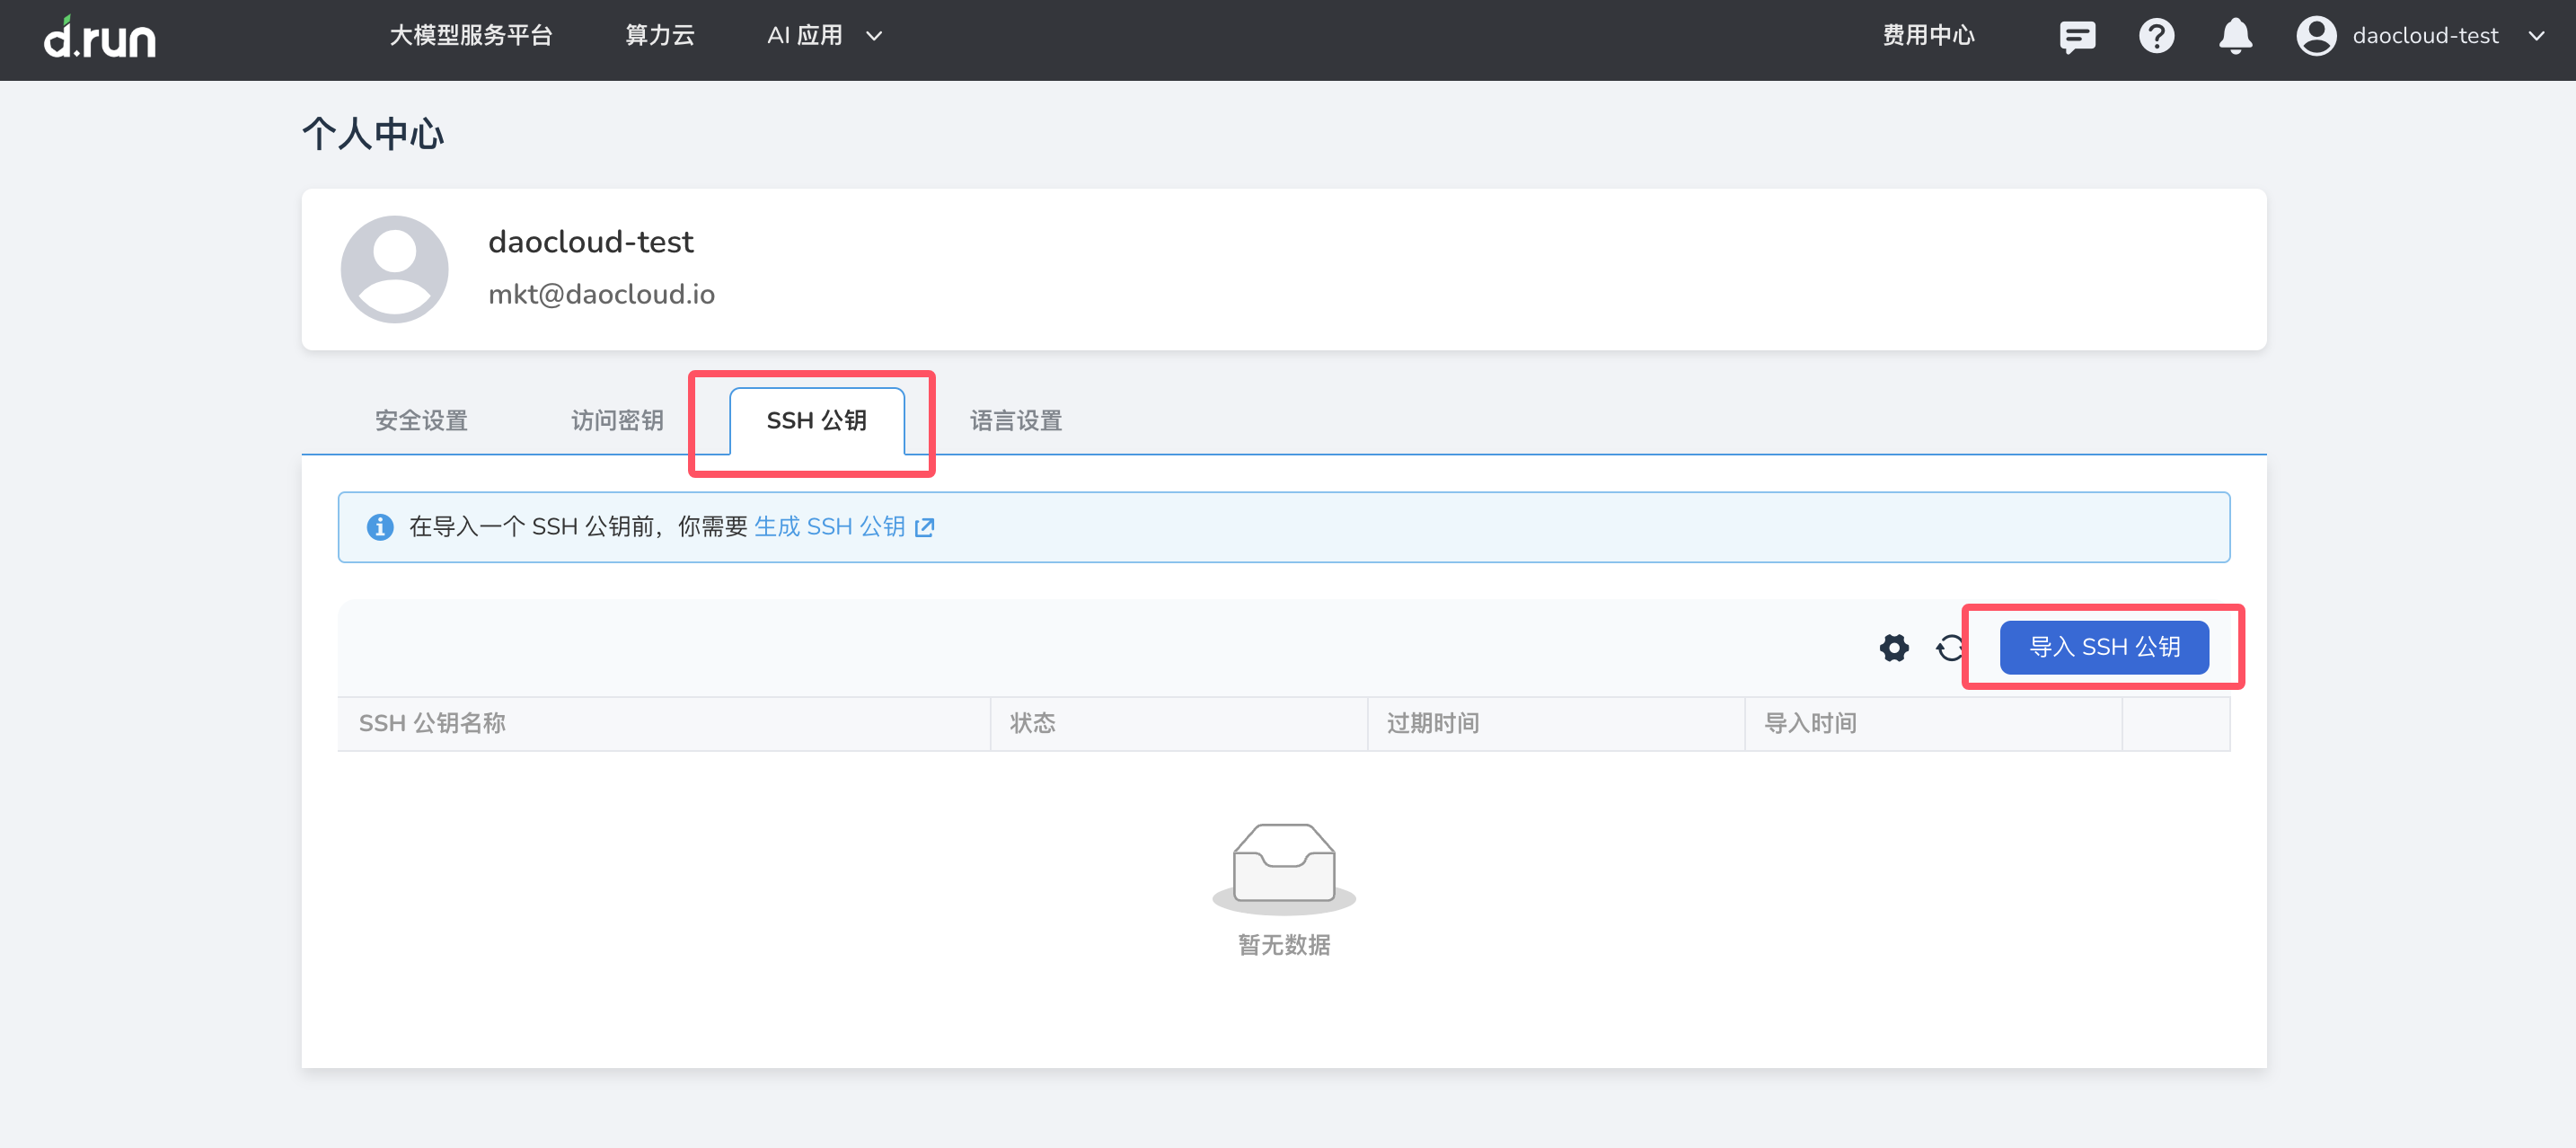 d.run 大模型服务平台 算力云 AI 应用 费用中心 daocloud-test
个人中心
daocloud-test
mkt@daocloud.io
安全设置 访问密钥 SSH 公钥 语言设置
在导入一个 SSH 公钥前，你需要 生成 SSH 公钥
导入 SSH 公钥
SSH 公钥名称 状态 过期时间 导入时间
暂无数据